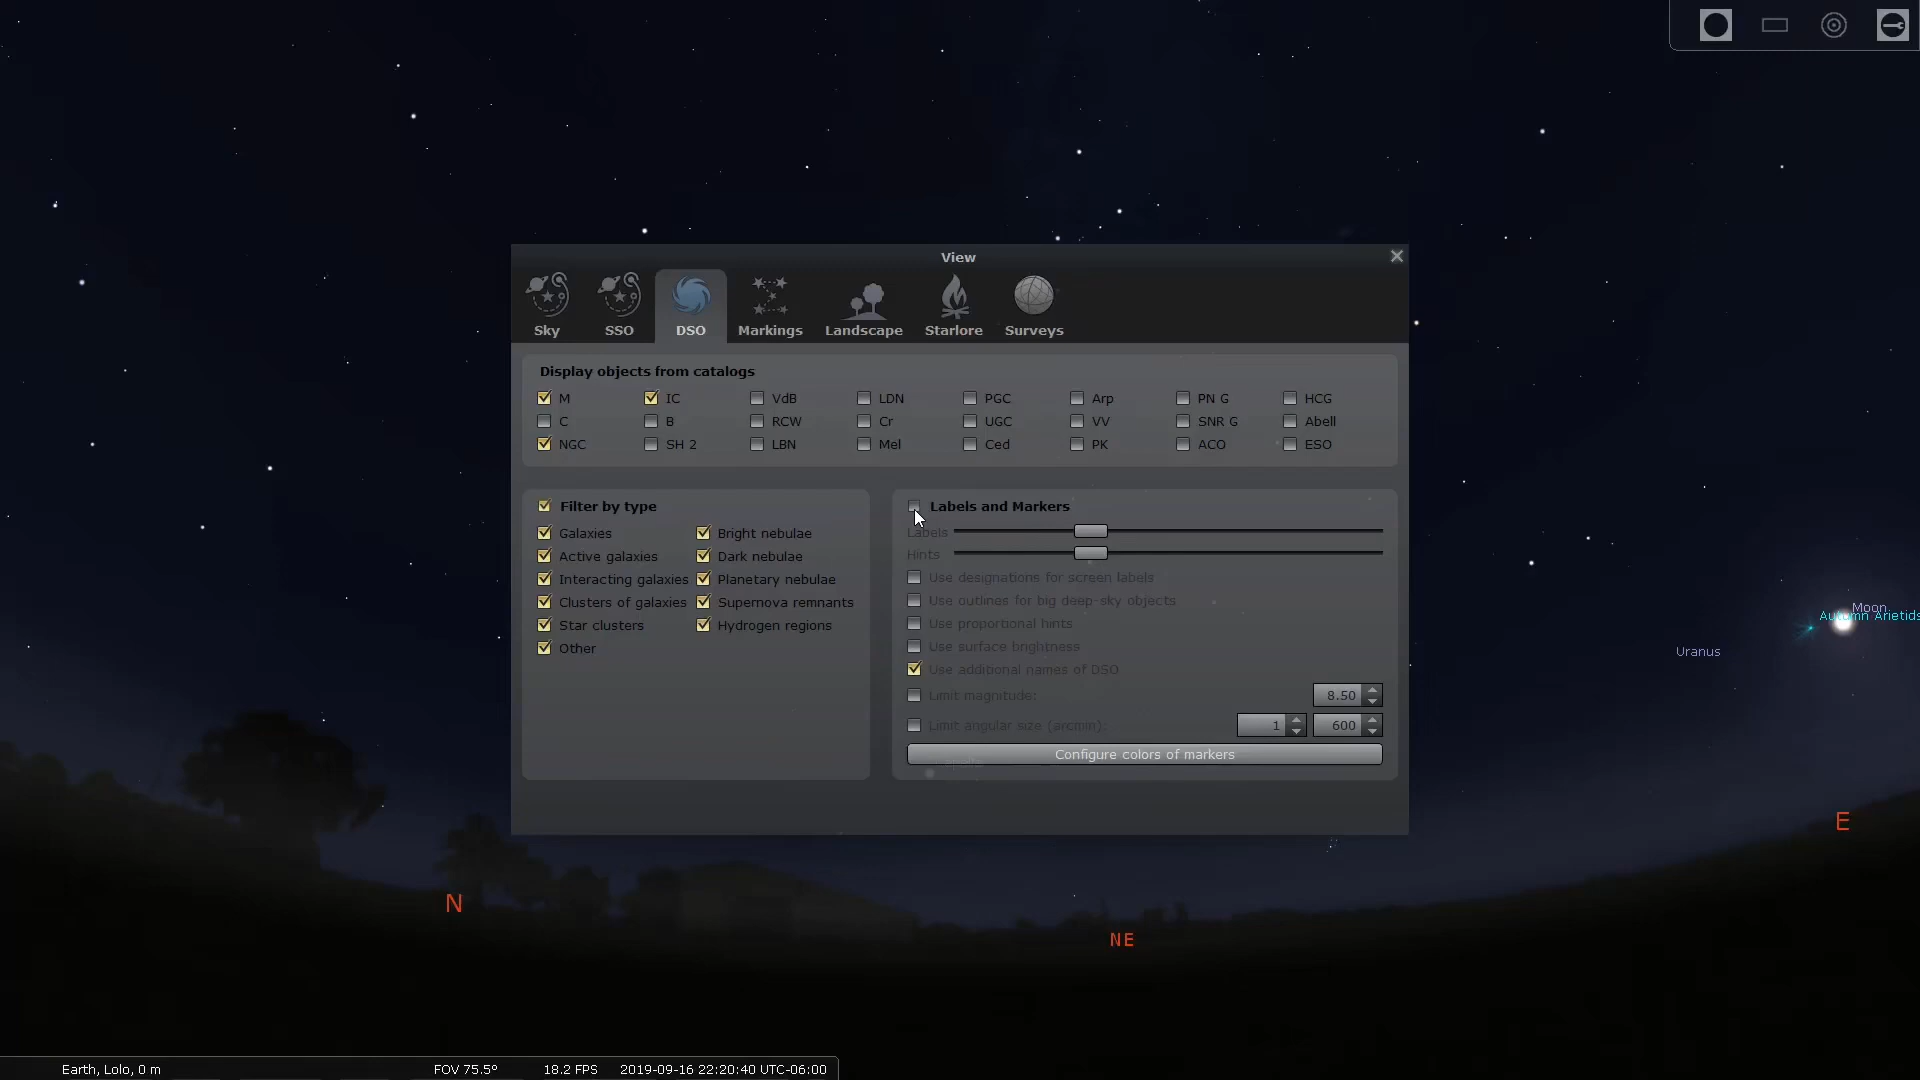 View
Sky SSO DSO Markings Landscape Starlore Surveys
Display objects from catalogs
M IC VdB LDN PGC Arp PN G HCG
C B RCW Cr UGC VV SNR G Abell
NGC SH 2 LBN Mel Ced PK ACO ESO
Filter by type
Galaxies Bright nebulae
Active galaxies Dark nebulae
Interacting galaxies Planetary nebulae
Clusters of galaxies Supernova remnants
Star clusters Hydrogen regions
Other
Labels and Markers
Labels
Hints
Use designations for screen labels
Use outlines for big deep-sky objects
Use proportional hints
Use surface brightness
Use additional names of DSO
Limit magnitude: 8.50
Limit angular size (arcmin): 1 600
Configure colors of markers
Moon
Autumn Arietids
Uranus
E
N
NE
Earth, Lolo, 0 m FOV 75.5° 18.2 FPS 2019-09-16 22:20:40 UTC-06:00